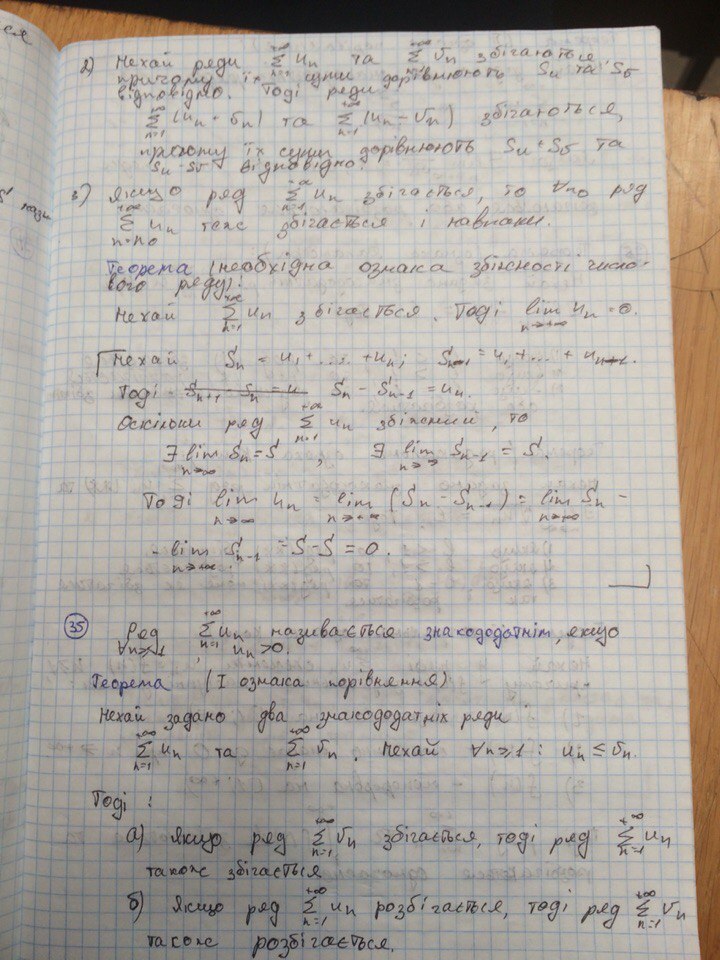 2) Нехай ряди $\sum_{n=1}^{+\infty} u_n$ та $\sum_{n=1}^{+\infty} v_n$ збігаються,
причому їх суми дорівнюють $S_u$ та $S_v$
відповідно. Тоді ряди
$\sum_{n=1}^{+\infty} (u_n + v_n)$ та $\sum_{n=1}^{+\infty} (u_n - v_n)$ збігаються,
причому їх суми дорівнюють $S_u + S_v$ та
$S_u - S_v$ відповідно.
3) Якщо ряд $\sum_{n=1}^{+\infty} u_n$ збігається, то $\forall n_0$ ряд
$\sum_{n=n_0}^{+\infty} u_n$ теж збігається і навпаки.
Теорема (необхідна ознака збіжності число-
вого ряду):
Нехай $\sum_{n=1}^{+\infty} u_n$ збігається. Тоді $\lim_{n \to +\infty} u_n = 0$.
Нехай $S_n = u_1 + \ldots + u_n$; $S_{n-1} = u_1 + \ldots + u_{n-1}$.
Тоді $S_n - S_{n-1} = u_n$.
Оскільки ряд $\sum_{n=1}^{+\infty} u_n$ збіжний, то
$\exists \lim_{n \to \infty} S_n = S$, $\exists \lim_{n \to \infty} S_{n-1} = S$.
Тоді $\lim_{n \to \infty} u_n = \lim_{n \to +\infty} (S_n - S_{n-1}) = \lim_{n \to +\infty} S_n -$
$- \lim_{n \to +\infty} S_{n-1} = S - S = 0$.
35 Ряд $\sum_{n=1}^{+\infty} u_n$ називається знакододатнім, якщо
$\forall n \geq 1$, $u_n > 0$.
Теорема (I ознака порівняння)
Нехай задано два знакододатніх ряди
$\sum_{n=1}^{+\infty} u_n$ та $\sum_{n=1}^{+\infty} v_n$. Нехай $\forall n \geq 1 : u_n \leq v_n$.
Тоді :
а) якщо ряд $\sum_{n=1}^{+\infty} v_n$ збігається, тоді ряд $\sum_{n=1}^{+\infty} u_n$
також збігається
б) якщо ряд $\sum_{n=1}^{+\infty} u_n$ розбігається, тоді ряд $\sum_{n=1}^{+\infty} v_n$
також розбігається.